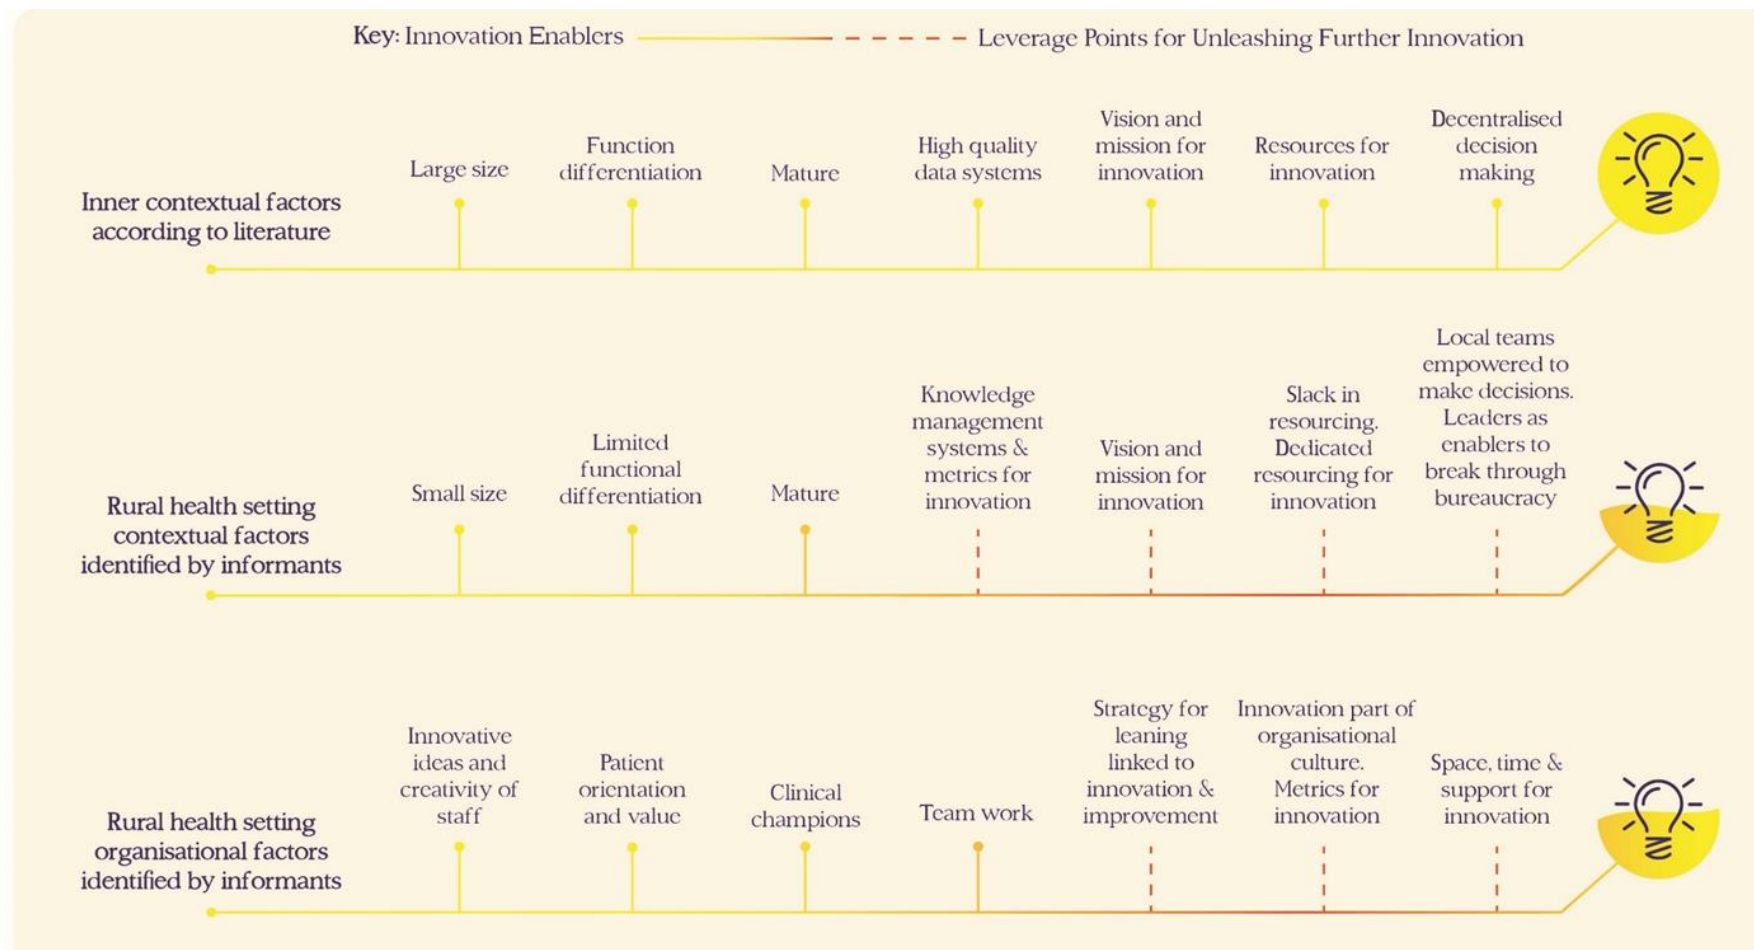 Key: Innovation Enablers
Leverage Points for Unleashing Further Innovation
Inner contextual factors
according to literature
Large size
Function
differentiation
Mature
High quality
data systems
Vision and
mission for
innovation
Resources for
innovation
Decentralised
decision
making
Rural health setting
contextual factors
identified by informants
Small size
Limited
functional
differentiation
Mature
Knowledge
management
systems &
metrics for
innovation
Vision and
mission for
innovation
Slack in
resourcing.
Dedicated
resourcing for
innovation
Local teams
empowered to
make decisions.
Leaders as
enablers to
break through
bureaucracy
Rural health setting
organisational factors
identified by informants
Innovative
ideas and
creativity of
staff
Patient
orientation
and value
Clinical
champions
Team work
Strategy for
leaning
linked to
innovation &
improvement
Innovation part of
organisational
culture.
Metrics for
innovation
Space, time &
support for
innovation